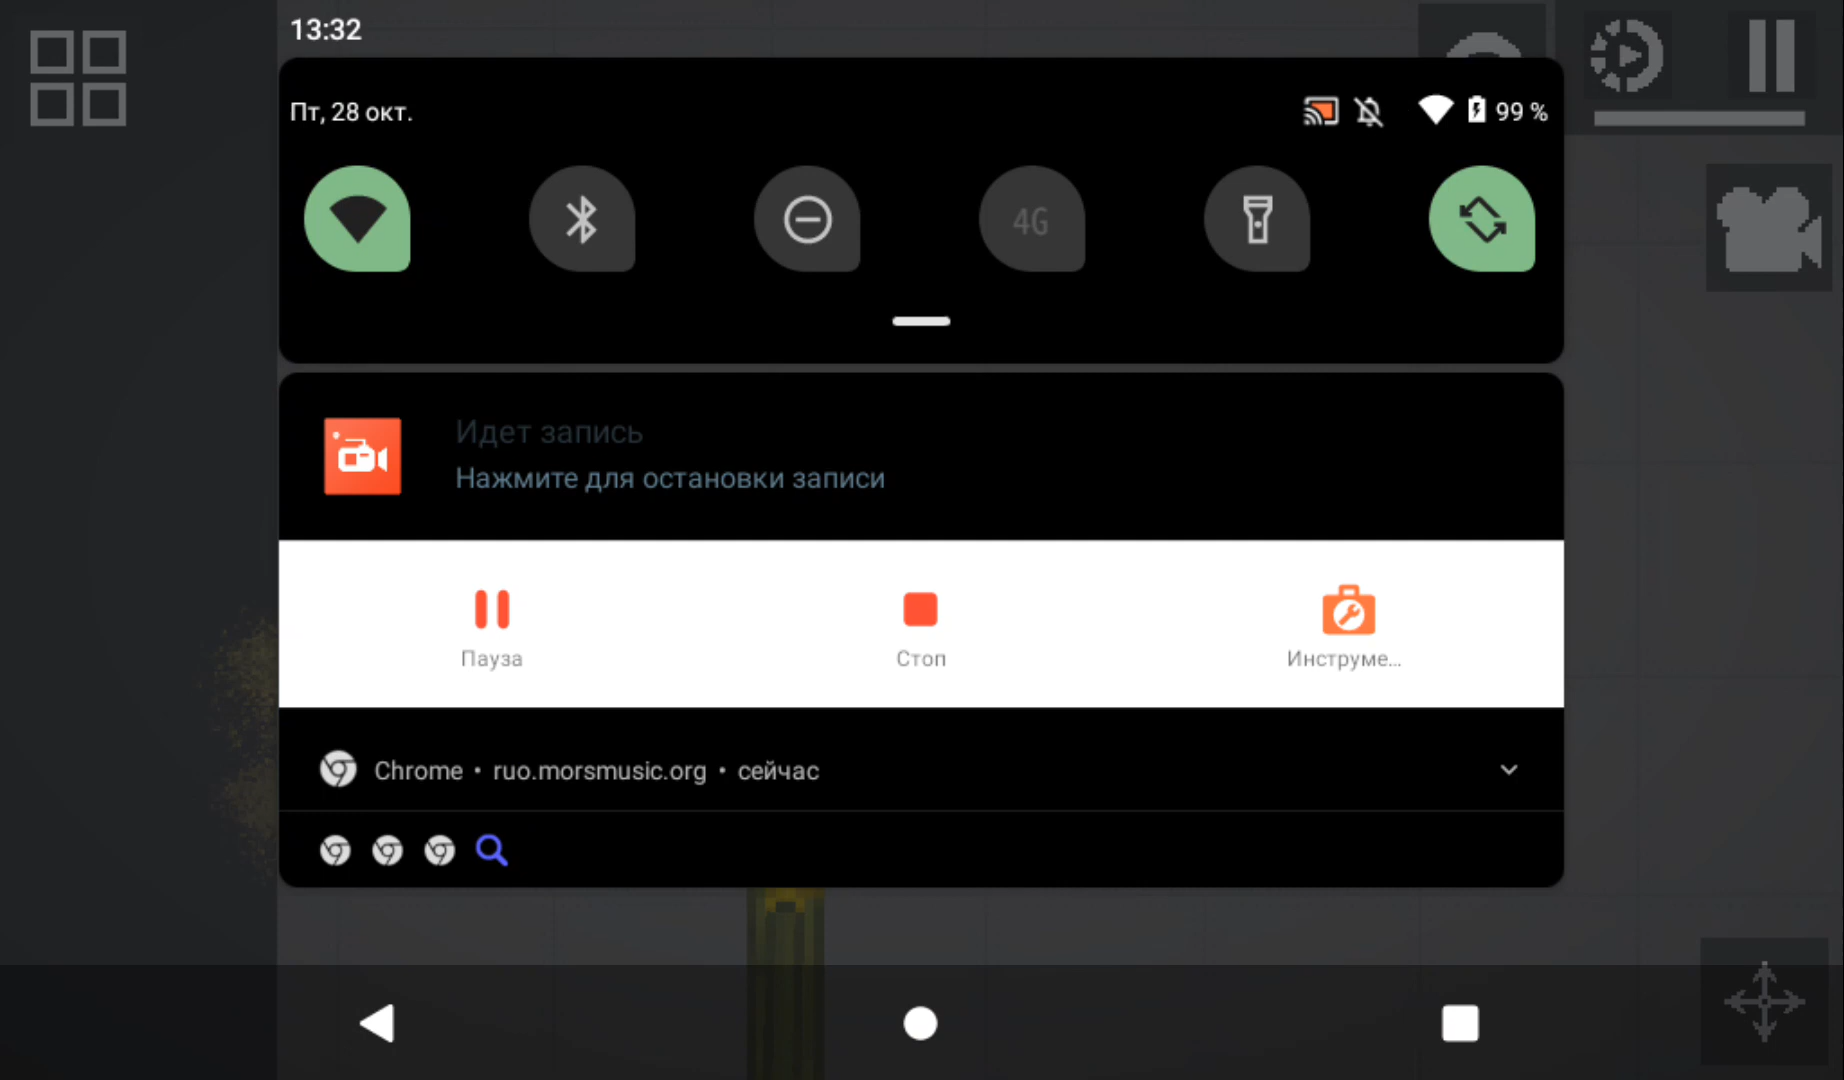 13:32
Пт, 28 окт.
99 %
4G
Идет запись
Нажмите для остановки записи
Пауза
Стоп
Инструме...
Chrome • ruo.morsmusic.org • сейчас